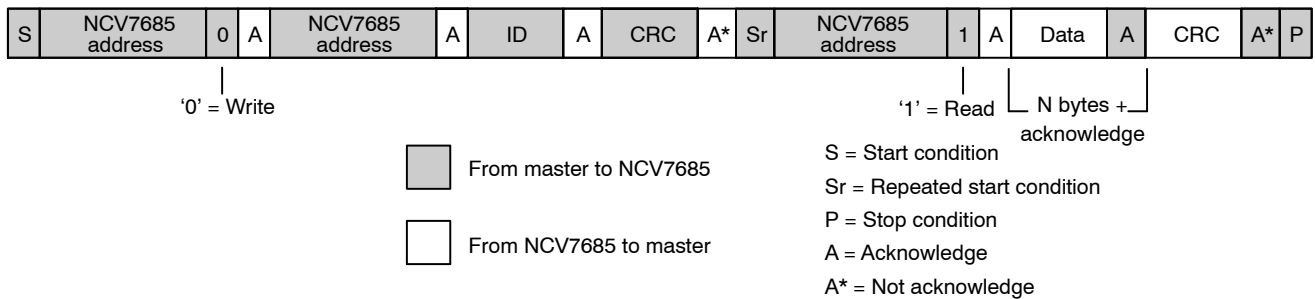 S NCV7685 address 0 A NCV7685 address A ID A CRC A* Sr NCV7685 address 1 A Data A CRC A* P
‘0’ = Write
‘1’ = Read
N bytes +
acknowledge
From master to NCV7685
From NCV7685 to master
S = Start condition
Sr = Repeated start condition
P = Stop condition
A = Acknowledge
A* = Not acknowledge